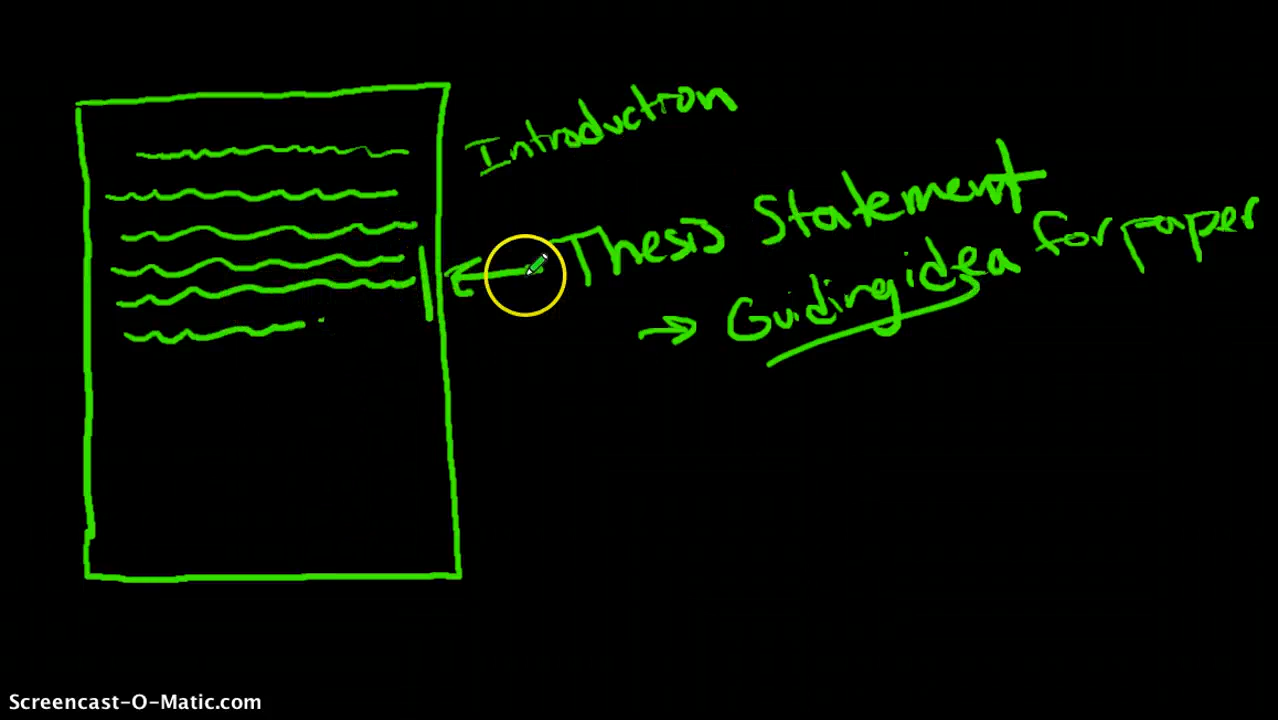 Introduction
Thesis Statement
→ Guiding idea for paper
Screencast-O-Matic.com